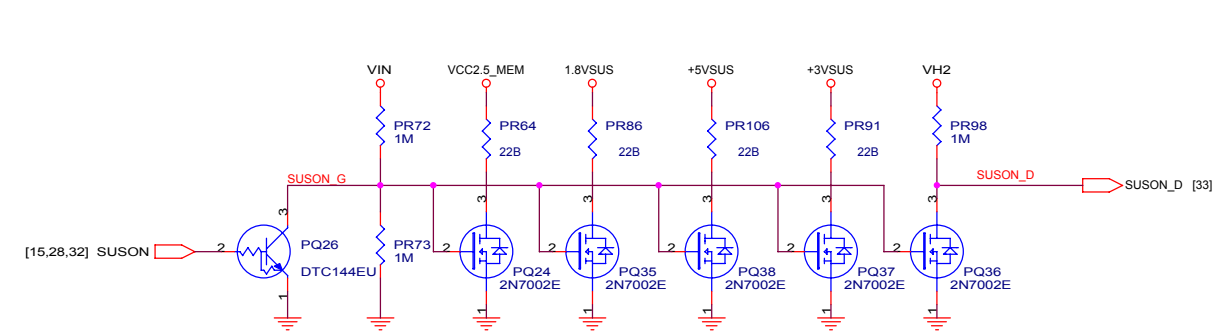 VIN
VCC2.5_MEM
1.8VSUS
+5VSUS
+3VSUS
VH2
PR72
1M
PR64
22B
PR86
22B
PR106
22B
PR91
22B
PR98
1M
SUSON_G
SUSON_D
SUSON_D [33]
3
3
3
3
3
3
[15,28,32] SUSON
2
PQ26
DTC144EU
PR73
1M
2
PQ24
2N7002E
2
PQ35
2N7002E
2
PQ38
2N7002E
2
PQ37
2N7002E
2
PQ36
2N7002E
1
1
1
1
1
1